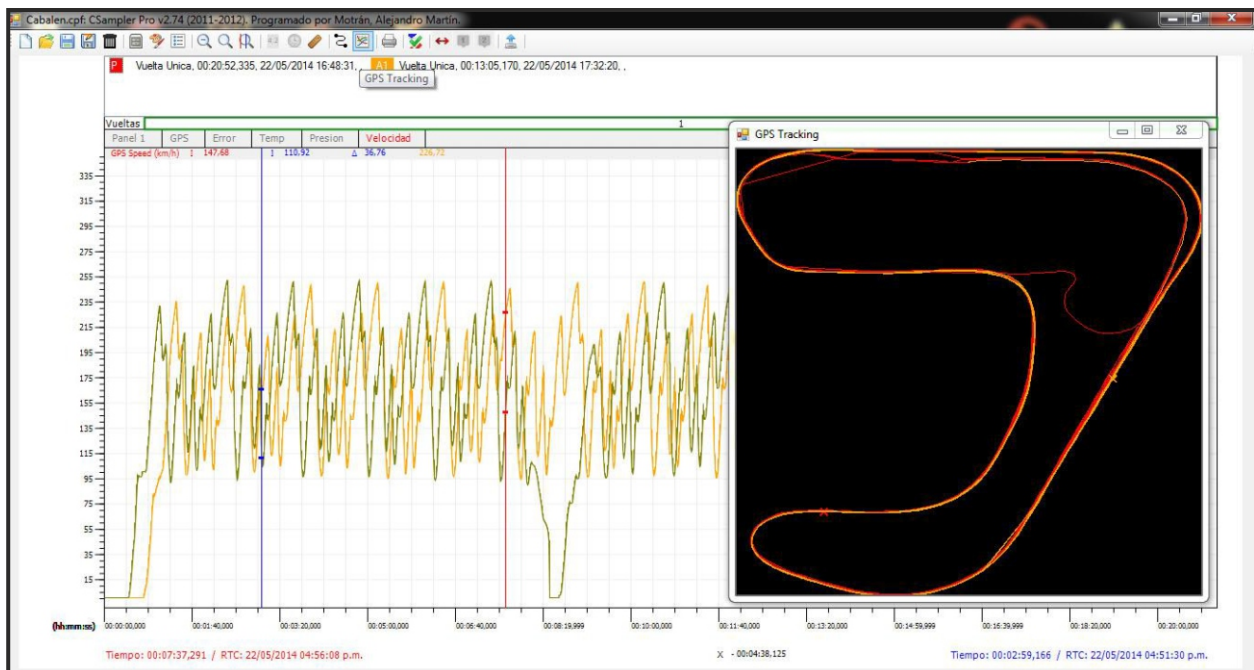 Cabalen.cpf: CSampler Pro v2.74 (2011-2012). Programado por Motrán, Alejandro Martín.
P Vuelta Unica, 00:20:52,335, 22/05/2014 16:48:31, , A1 Vuelta Unica, 00:13:05,170, 22/05/2014 17:32:20, ,
GPS Tracking
Vueltas 1
Panel 1 GPS Error Temp Presion Velocidad
GPS Speed (km/h) 147,68 110,92 Δ 36,76 226,72
GPS Tracking
335
315
295
275
255
235
215
195
175
155
135
115
95
75
55
35
15
(hh:mm:ss) 00:00:00,000 00:01:40,000 00:03:20,000 00:05:00,000 00:06:40,000 00:08:19,999 00:10:00,000 00:11:40,000 00:13:20,000 00:14:59,999 00:16:39,999 00:18:20,000 00:20:00,000
Tiempo: 00:07:37,291 / RTC: 22/05/2014 04:56:08 p.m. X - 00:04:38,125 Tiempo: 00:02:59,166 / RTC: 22/05/2014 04:51:30 p.m.